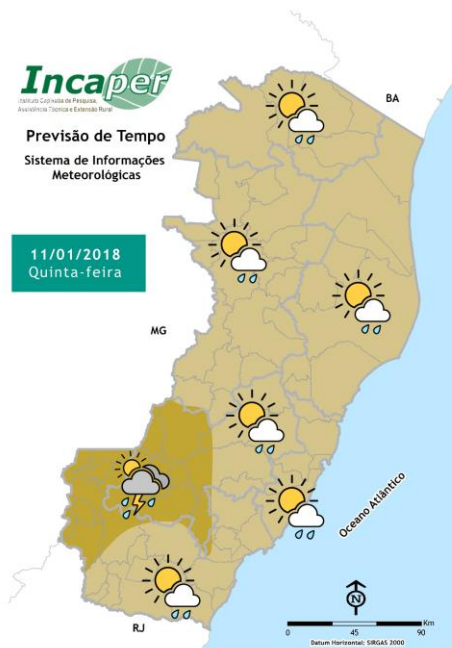 Incaper
Instituto Capixaba de Pesquisa,
Assistência Técnica e Extensão Rural
BA
Previsão de Tempo
Sistema de Informações
Meteorológicas
11/01/2018
Quinta-feira
MG
Oceano Atlântico
N
RJ
Km
0 45 90
Datum Horizontal: SIRGAS 2000